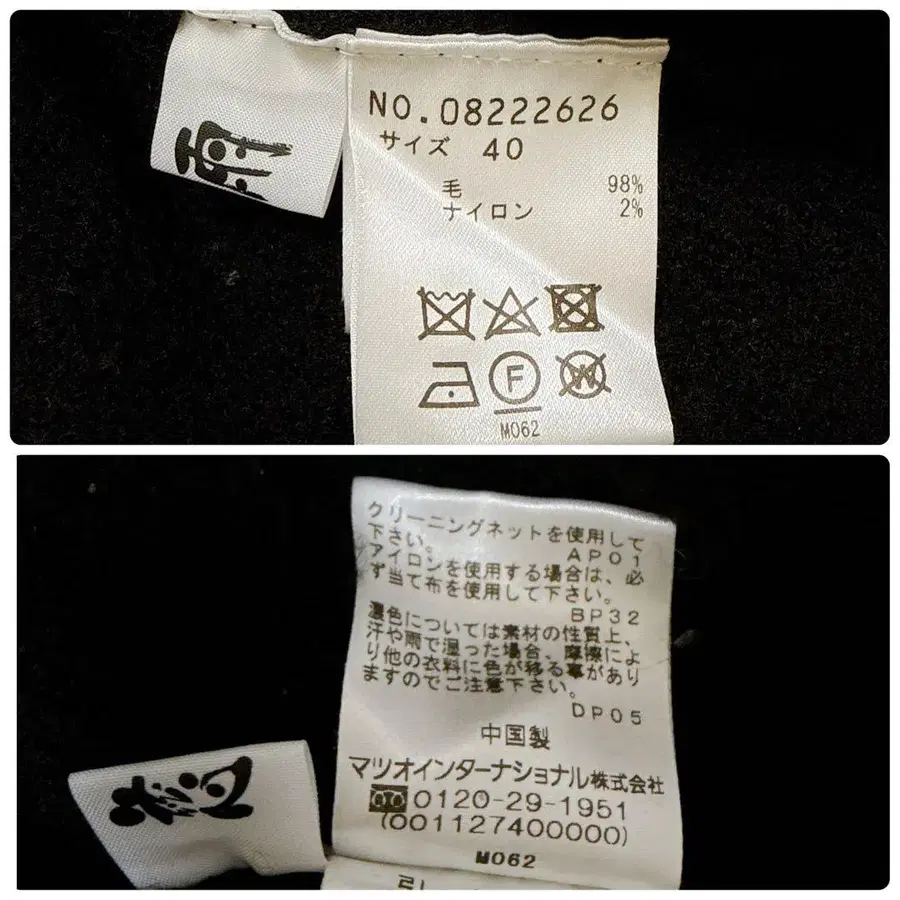 NO.08222626
サイズ 40
毛 98%
ナイロン 2%
F
W
M062
クリーニングネットを使用して
下さい。 AP01
アイロンを使用する場合は、必
ず当て布を使用して下さい。
BP32
濃色については素材の性質上、
汗や雨で湿った場合、摩擦によ
り他の衣料に色が移る事があり
ますのでご注意下さい。
DP05
中国製
マツオインターナショナル株式会社
0120-29-1951
(001127400000)
M062